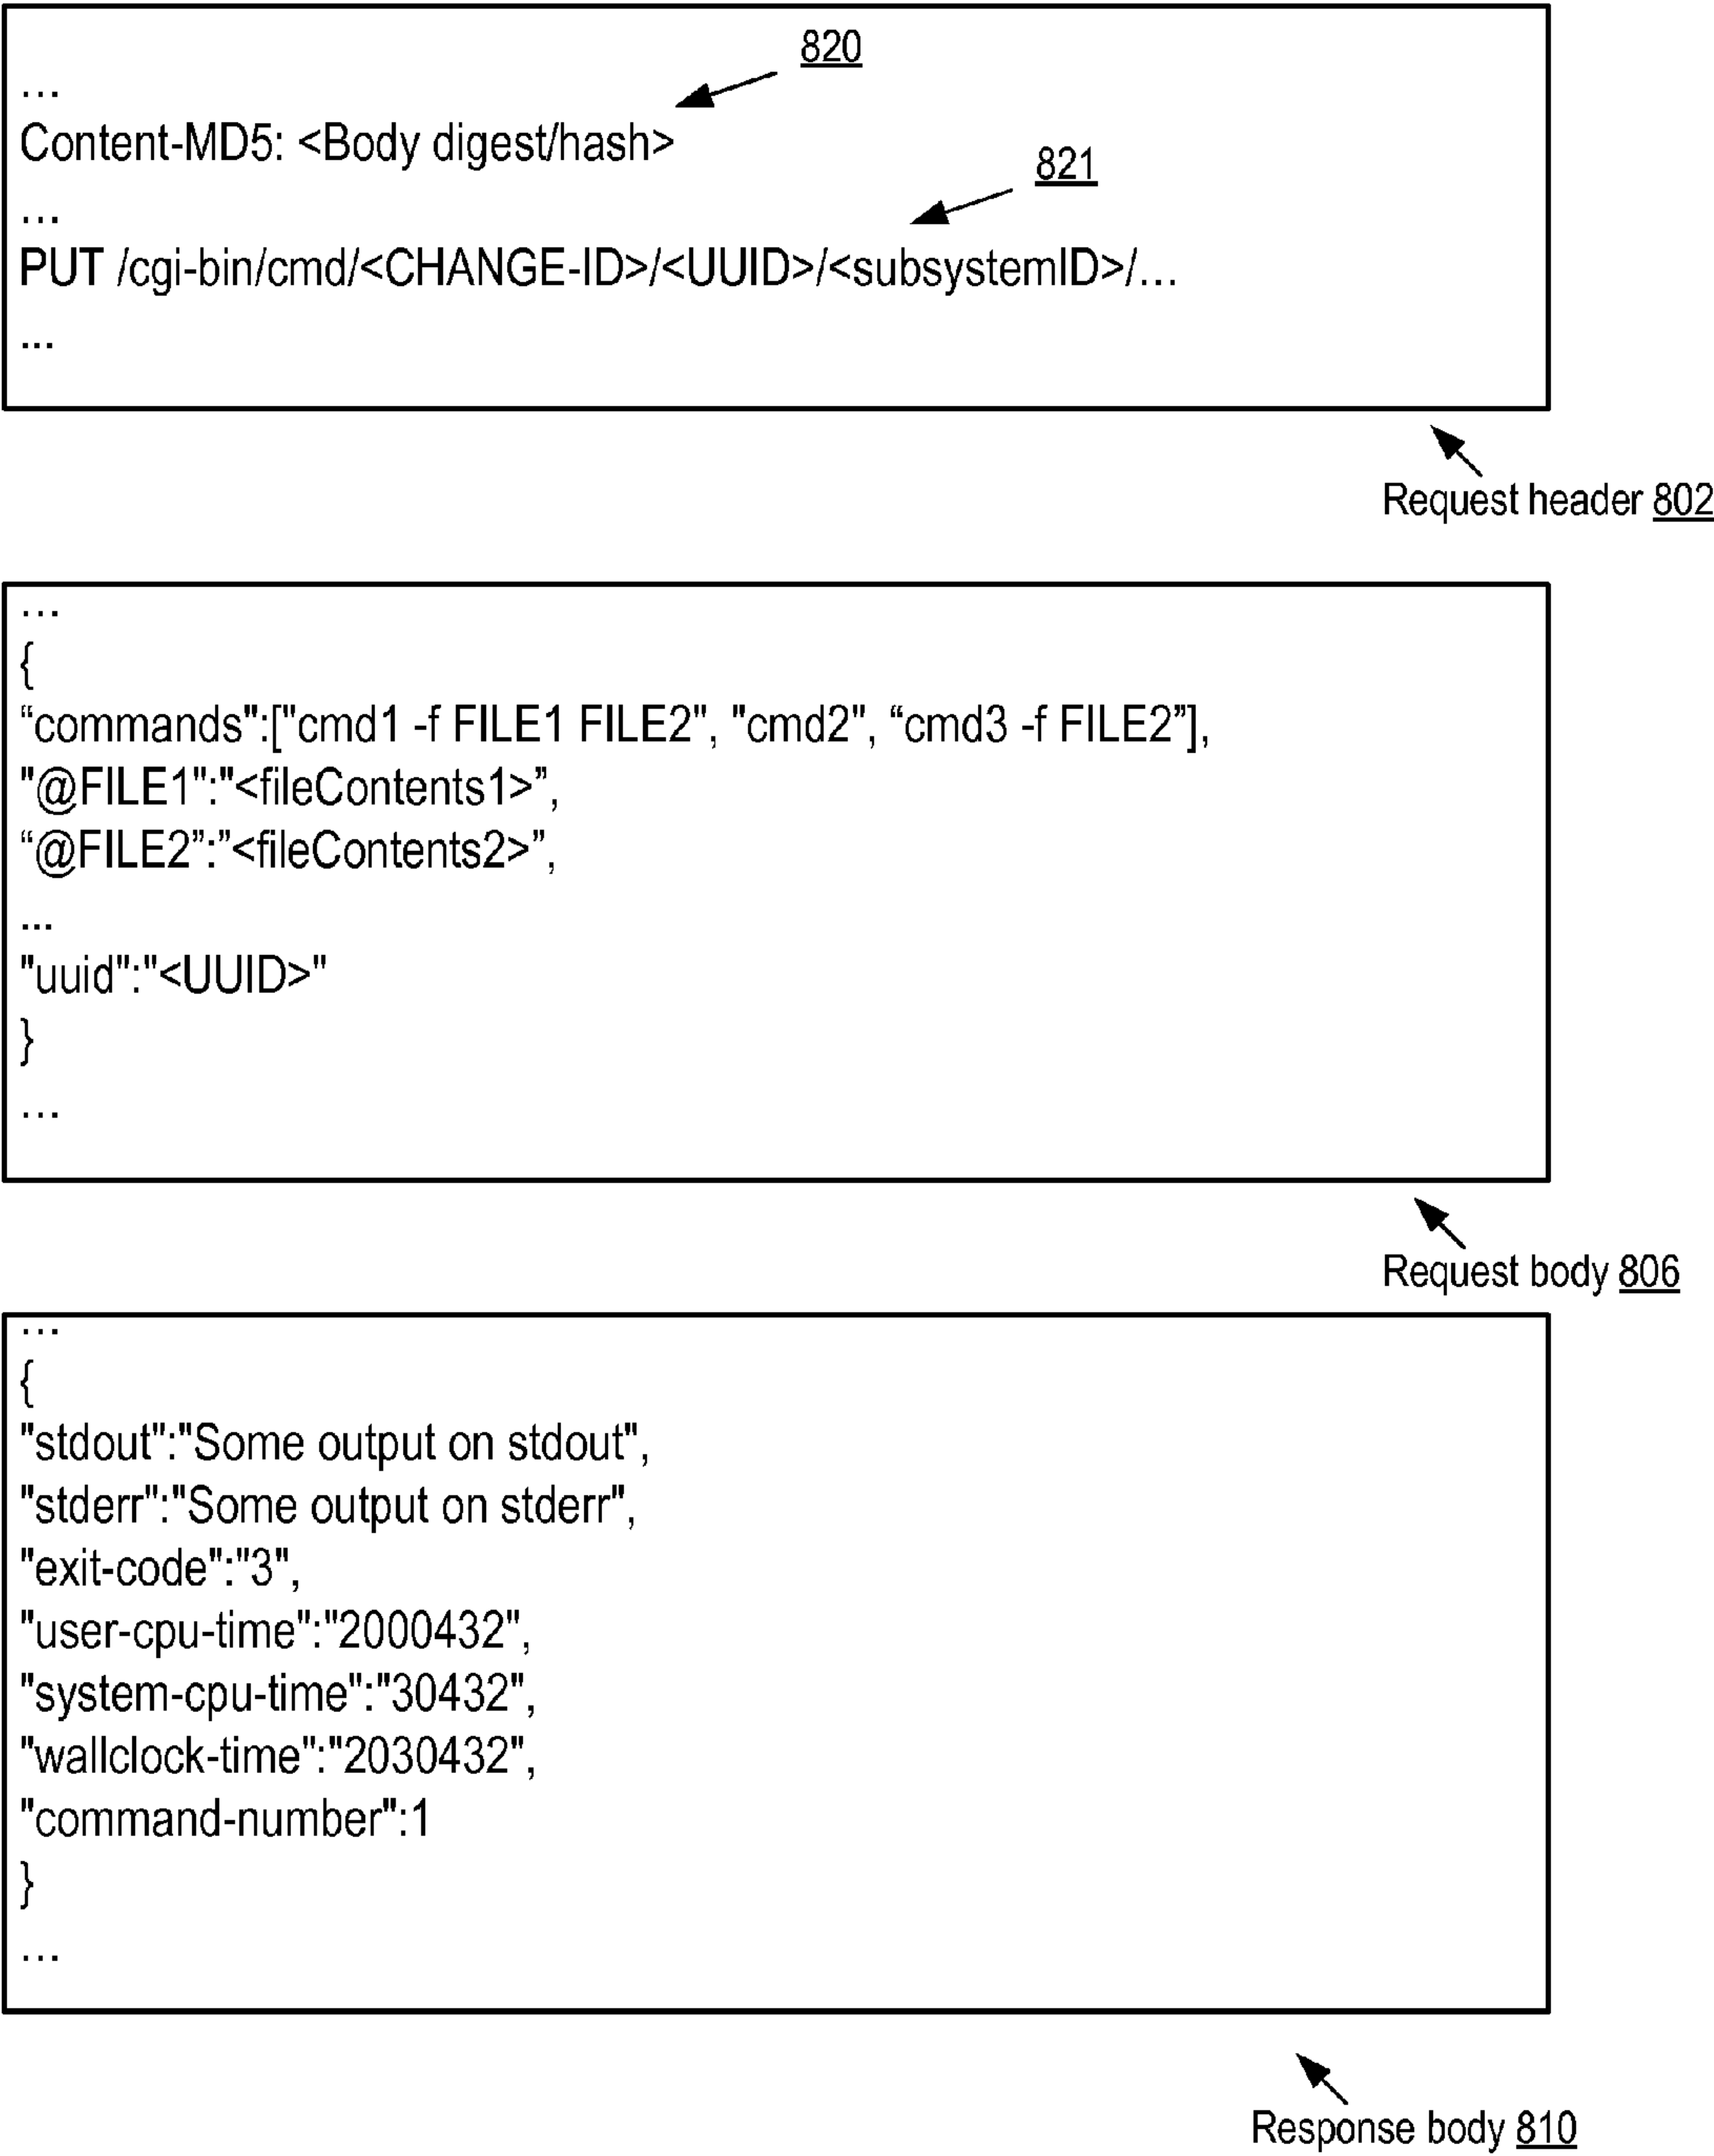 820
...
Content-MD5: <Body digest/hash>
821
...
PUT /cgi-bin/cmd/<CHANGE-ID>/<UUID>/<subsystemID>/...
...
Request header 802
...
{
“commands":["cmd1 -f FILE1 FILE2", "cmd2", “cmd3 -f FILE2”],
"@FILE1":"<fileContents1>”,
“@FILE2”:”<fileContents2>”,
...
"uuid":"<UUID>"
}
...
Request body 806
...
{
"stdout":"Some output on stdout",
"stderr":"Some output on stderr",
"exit-code":"3",
"user-cpu-time":"2000432",
"system-cpu-time":"30432",
"wallclock-time":"2030432",
"command-number":1
}
...
Response body 810